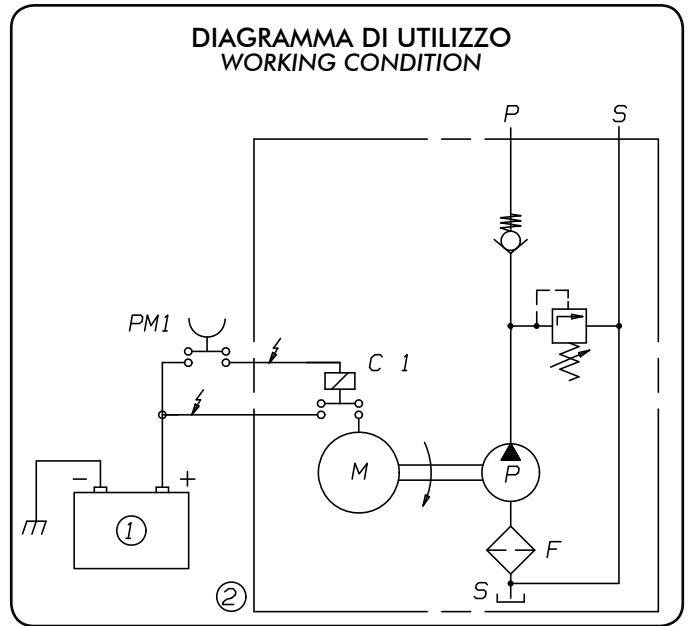 DIAGRAMMA DI UTILIZZO
WORKING CONDITION
P S
PM1
C 1
M
P
- +
1
F
S
2